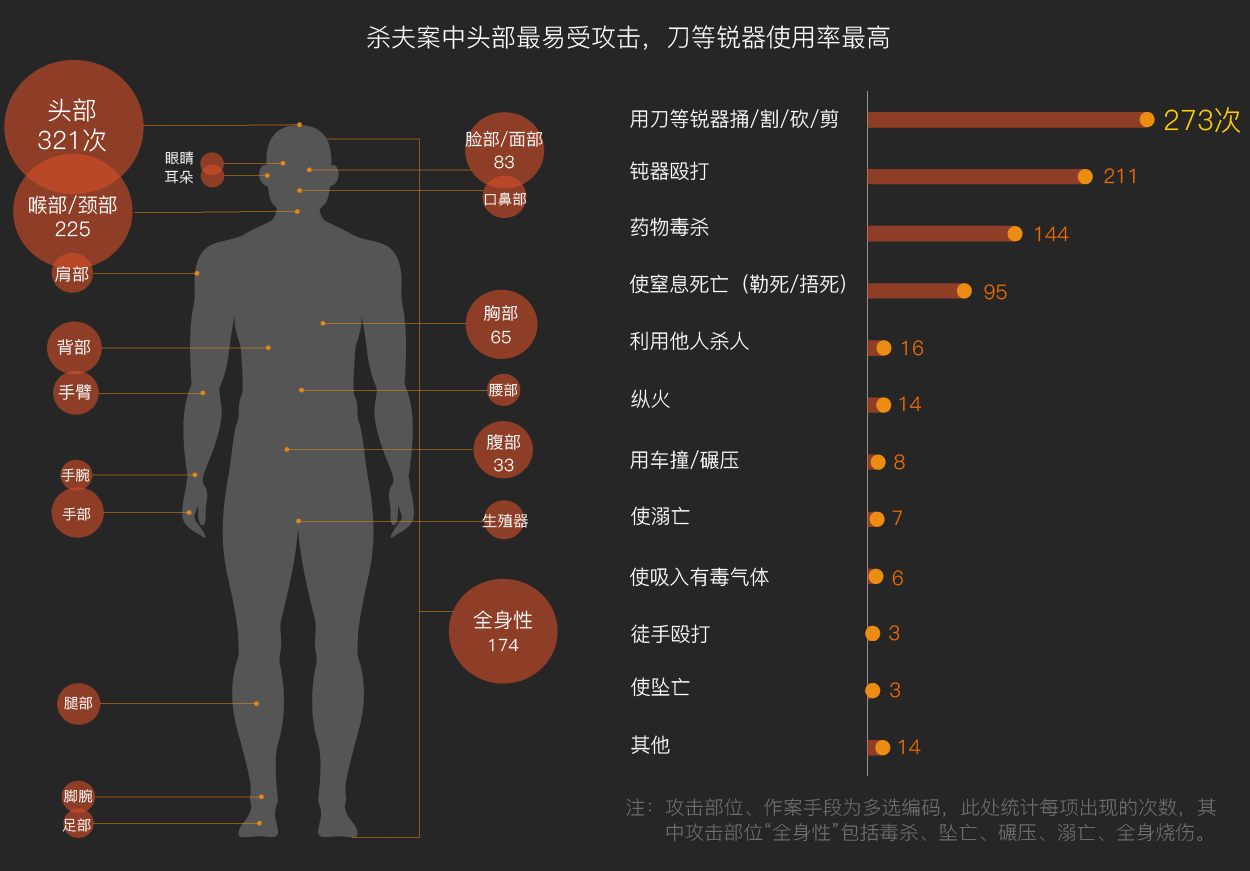 杀夫案中头部最易受攻击，刀等锐器使用率最高
头部
321次
眼睛
耳朵
喉部/颈部
225
肩部
背部
手臂
手腕
手部
腿部
脚腕
足部
脸部/面部
83
口鼻部
胸部
65
腰部
腹部
33
生殖器
全身性
174
用刀等锐器捅/割/砍/剪 273次
钝器殴打 211
药物毒杀 144
使窒息死亡（勒死/捂死） 95
利用他人杀人 16
纵火 14
用车撞/碾压 8
使溺亡 7
使吸入有毒气体 6
徒手殴打 3
使坠亡 3
其他 14
注：攻击部位、作案手段为多选编码，此处统计每项出现的次数，其
中攻击部位“全身性”包括毒杀、坠亡、碾压、溺亡、全身烧伤。